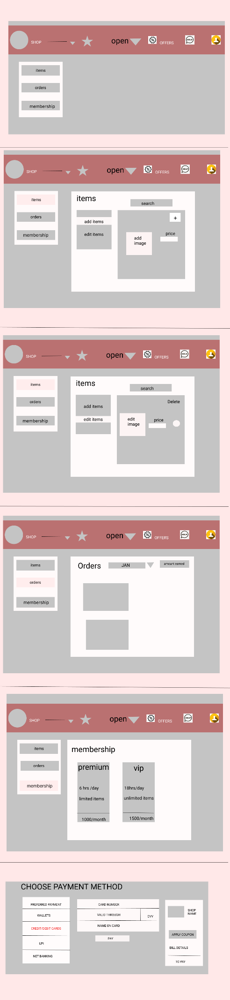 SHOP
open
OFFERS
HELP
items
orders
membership
SHOP
open
OFFERS
HELP
items
orders
membership
items
search
add items
edit items
+
add
image
price
SHOP
open
OFFERS
HELP
items
orders
membership
items
search
add items
edit items
Delete
edit
image
price
SHOP
open
OFFERS
HELP
items
orders
membership
Orders
JAN
amount earned
SHOP
open
OFFERS
HELP
items
orders
membership
membership
premium
6 hrs /day
limited items
1000/month
vip
18hrs/day
unlimited items
1500/month
CHOOSE PAYMENT METHOD
PREFERRED PAYMENT
WALLETS
CREDIT/DEBIT CARDS
UPI
NET BANKING
CARD NUMBER
VALID THROUGH
CVV
NAME ON CARD
PAY
SHOP
NAME
APPLY COUPON
BILL DETAILS
TO PAY